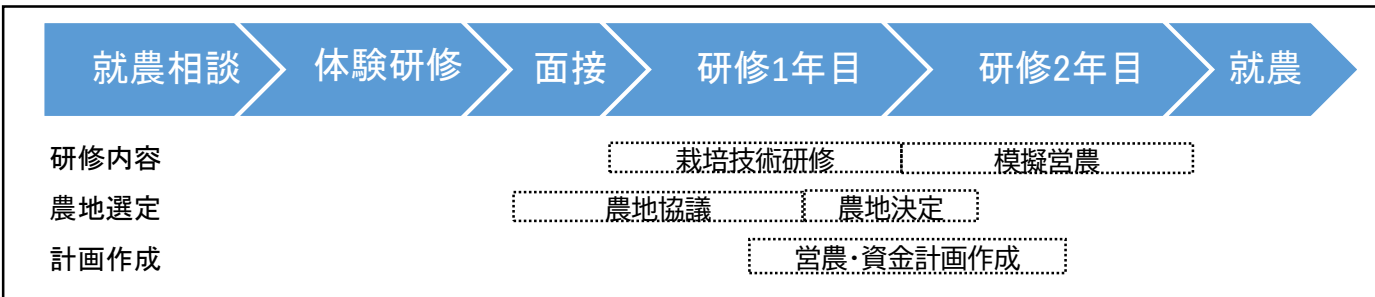 就農相談 体験研修 面接 研修1年目 研修2年目 就農
研修内容 栽培技術研修 模擬営農
農地選定 農地協議 農地決定
計画作成 営農・資金計画作成